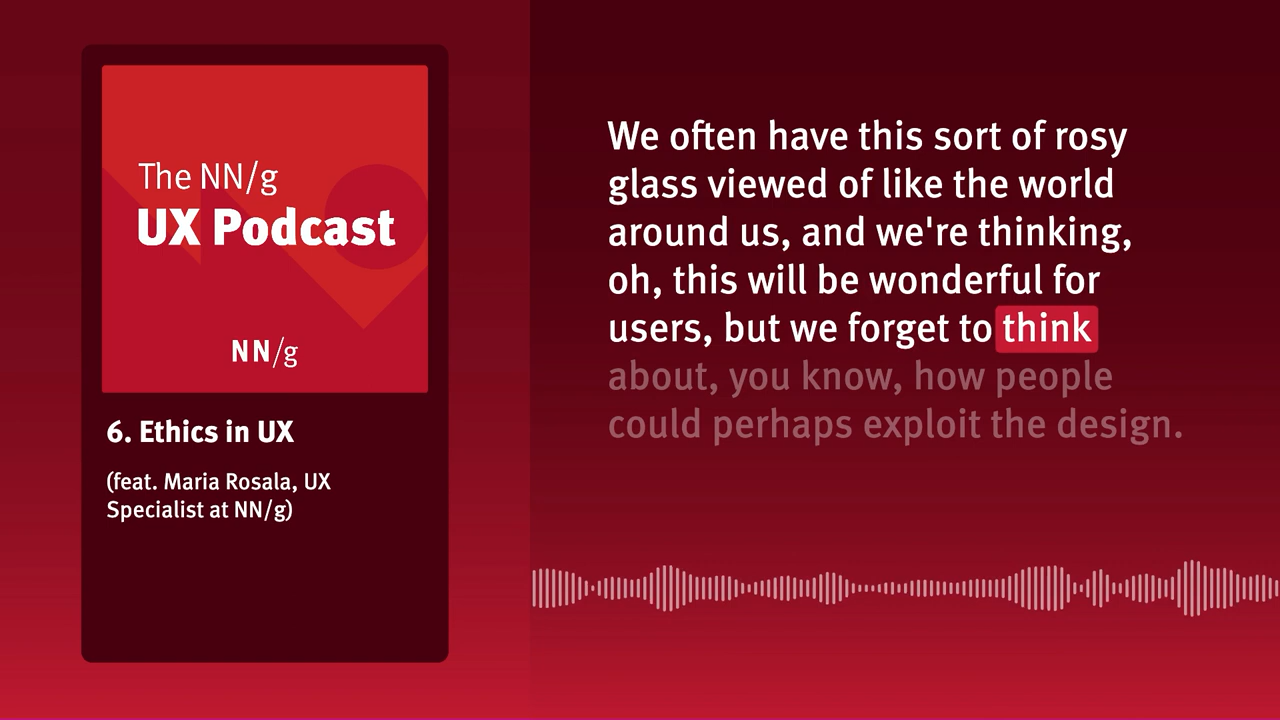 The NN/g
UX Podcast
NN/g
6. Ethics in UX
(feat. Maria Rosala, UX
Specialist at NN/g)
We often have this sort of rosy
glass viewed of like the world
around us, and we're thinking,
oh, this will be wonderful for
users, but we forget to think
about, you know, how people
could perhaps exploit the design.